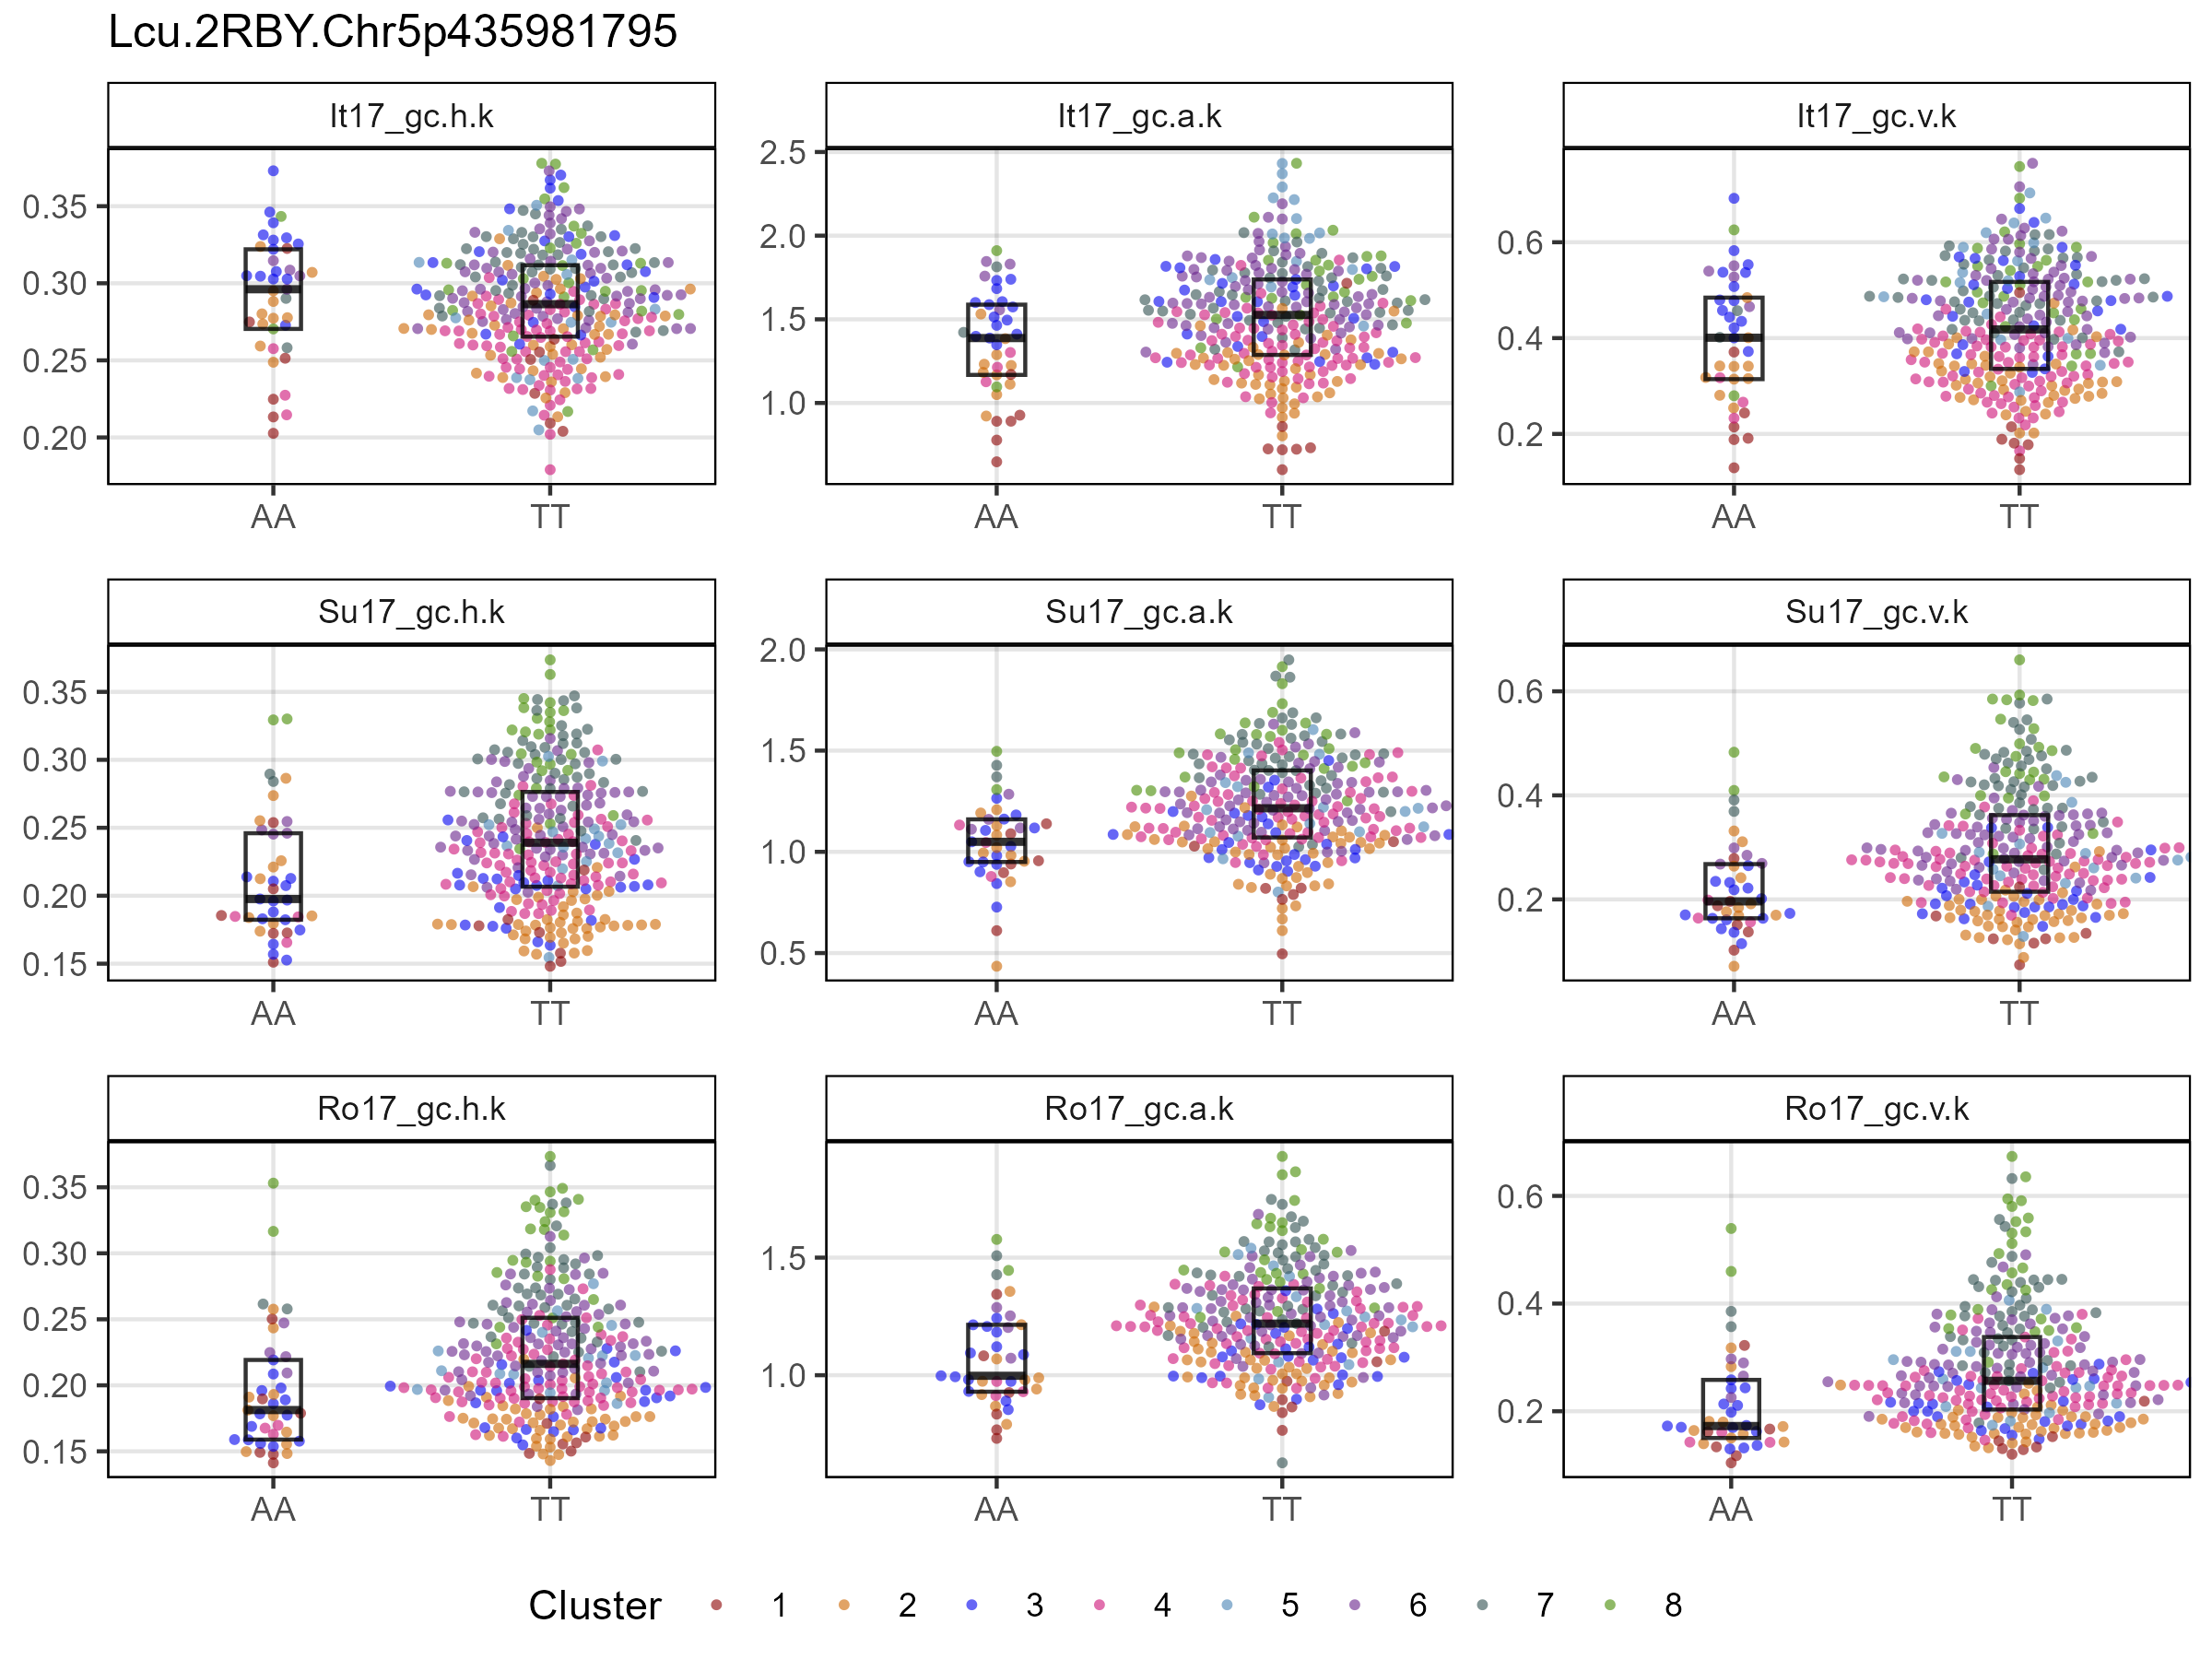 Lcu.2RBY.Chr5p435981795
It17_gc.h.k
It17_gc.a.k
It17_gc.v.k
0.35
0.30
0.25
0.20
2.5
2.0
1.5
1.0
0.6
0.4
0.2
AA TT
AA TT
AA TT
Su17_gc.h.k
Su17_gc.a.k
Su17_gc.v.k
0.35
0.30
0.25
0.20
0.15
2.0
1.5
1.0
0.5
0.6
0.4
0.2
AA TT
AA TT
AA TT
Ro17_gc.h.k
Ro17_gc.a.k
Ro17_gc.v.k
0.35
0.30
0.25
0.20
0.15
1.5
1.0
0.6
0.4
0.2
AA TT
AA TT
AA TT
Cluster 1 2 3 4 5 6 7 8